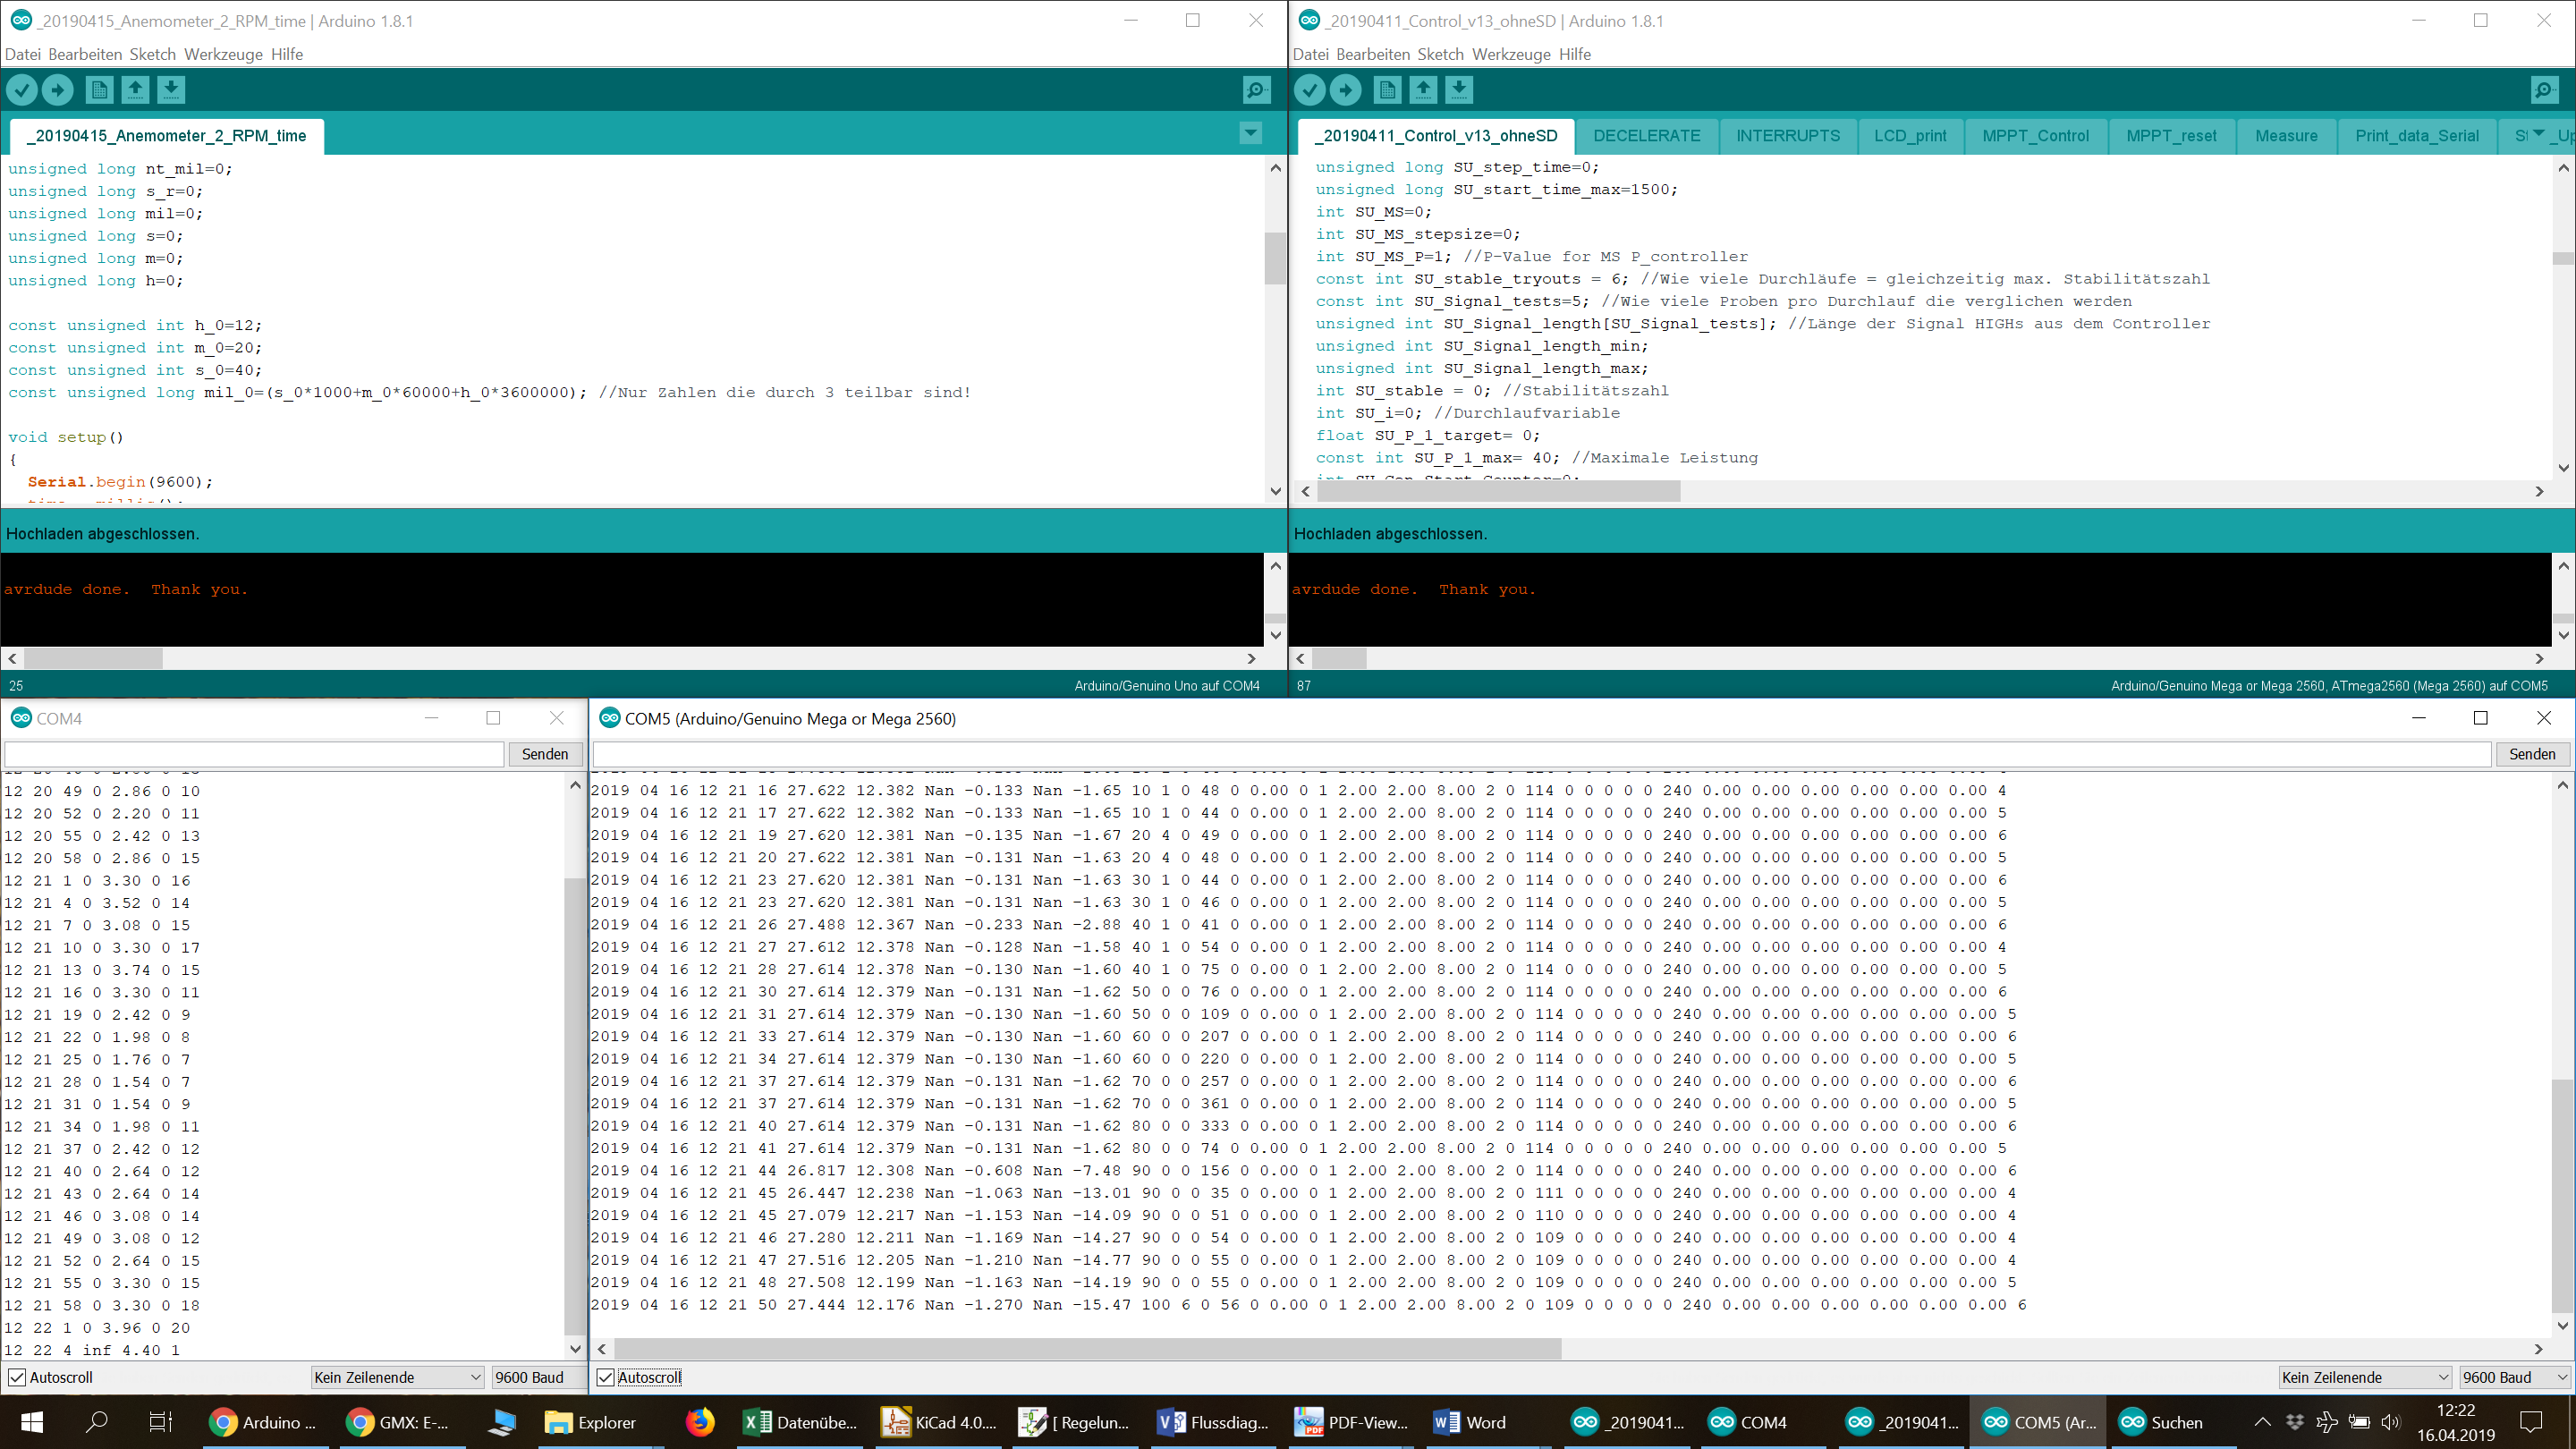 _20190415_Anemometer_2_RPM_time | Arduino 1.8.1
Datei Bearbeiten Sketch Werkzeuge Hilfe
_20190415_Anemometer_2_RPM_time
unsigned long nt_mil=0;
unsigned long s_r=0;
unsigned long mil=0;
unsigned long s=0;
unsigned long m=0;
unsigned long h=0;
const unsigned int h_0=12;
const unsigned int m_0=20;
const unsigned int s_0=40;
const unsigned long mil_0=(s_0*1000+m_0*60000+h_0*3600000); //Nur Zahlen die durch 3 teilbar sind!
void setup()
{
Serial.begin(9600);
Hochladen abgeschlossen.
avrdude done.  Thank you.
25
Arduino/Genuino Uno auf COM4
_20190411_Control_v13_ohneSD | Arduino 1.8.1
Datei Bearbeiten Sketch Werkzeuge Hilfe
_20190411_Control_v13_ohneSD DECELERATE INTERRUPTS LCD_print MPPT_Control MPPT_reset Measure Print_data_Serial
unsigned long SU_step_time=0;
unsigned long SU_start_time_max=1500;
int SU_MS=0;
int SU_MS_stepsize=0;
int SU_MS_P=1; //P-Value for MS P_controller
const int SU_stable_tryouts = 6; //Wie viele Durchläufe = gleichzeitig max. Stabilitätszahl
const int SU_Signal_tests=5; //Wie viele Proben pro Durchlauf die verglichen werden
unsigned int SU_Signal_length[SU_Signal_tests]; //Länge der Signal HIGHs aus dem Controller
unsigned int SU_Signal_length_min;
unsigned int SU_Signal_length_max;
int SU_stable = 0; //Stabilitätszahl
int SU_i=0; //Durchlaufvariable
float SU_P_1_target= 0;
const int SU_P_1_max= 40; //Maximale Leistung
Hochladen abgeschlossen.
avrdude done.  Thank you.
87
Arduino/Genuino Mega or Mega 2560, ATmega2560 (Mega 2560) auf COM5
COM4
Senden
12 20 49 0 2.86 0 10
12 20 52 0 2.20 0 11
12 20 55 0 2.42 0 13
12 20 58 0 2.86 0 15
12 21 1 0 3.30 0 16
12 21 4 0 3.52 0 14
12 21 7 0 3.08 0 15
12 21 10 0 3.30 0 17
12 21 13 0 3.74 0 15
12 21 16 0 3.30 0 11
12 21 19 0 2.42 0 9
12 21 22 0 1.98 0 8
12 21 25 0 1.76 0 7
12 21 28 0 1.54 0 7
12 21 31 0 1.54 0 9
12 21 34 0 1.98 0 11
12 21 37 0 2.42 0 12
12 21 40 0 2.64 0 12
12 21 43 0 2.64 0 14
12 21 46 0 3.08 0 14
12 21 49 0 3.08 0 12
12 21 52 0 2.64 0 15
12 21 55 0 3.30 0 15
12 21 58 0 3.30 0 18
12 22 1 0 3.96 0 20
12 22 4 inf 4.40 1
Autoscroll Kein Zeilenende 9600 Baud
COM5 (Arduino/Genuino Mega or Mega 2560)
Senden
2019 04 16 12 21 16 27.622 12.382 Nan -0.133 Nan -1.65 10 1 0 48 0 0.00 0 1 2.00 2.00 8.00 2 0 114 0 0 0 0 0 240 0.00 0.00 0.00 0.00 0.00 0.00 4
2019 04 16 12 21 17 27.622 12.382 Nan -0.133 Nan -1.65 10 1 0 44 0 0.00 0 1 2.00 2.00 8.00 2 0 114 0 0 0 0 0 240 0.00 0.00 0.00 0.00 0.00 0.00 5
2019 04 16 12 21 19 27.620 12.381 Nan -0.135 Nan -1.67 20 4 0 49 0 0.00 0 1 2.00 2.00 8.00 2 0 114 0 0 0 0 0 240 0.00 0.00 0.00 0.00 0.00 0.00 6
2019 04 16 12 21 20 27.622 12.381 Nan -0.131 Nan -1.63 20 4 0 48 0 0.00 0 1 2.00 2.00 8.00 2 0 114 0 0 0 0 0 240 0.00 0.00 0.00 0.00 0.00 0.00 5
2019 04 16 12 21 23 27.620 12.381 Nan -0.131 Nan -1.63 30 1 0 44 0 0.00 0 1 2.00 2.00 8.00 2 0 114 0 0 0 0 0 240 0.00 0.00 0.00 0.00 0.00 0.00 6
2019 04 16 12 21 23 27.620 12.381 Nan -0.131 Nan -1.63 30 1 0 46 0 0.00 0 1 2.00 2.00 8.00 2 0 114 0 0 0 0 0 240 0.00 0.00 0.00 0.00 0.00 0.00 5
2019 04 16 12 21 26 27.488 12.367 Nan -0.233 Nan -2.88 40 1 0 41 0 0.00 0 1 2.00 2.00 8.00 2 0 114 0 0 0 0 0 240 0.00 0.00 0.00 0.00 0.00 0.00 6
2019 04 16 12 21 27 27.612 12.378 Nan -0.128 Nan -1.58 40 1 0 54 0 0.00 0 1 2.00 2.00 8.00 2 0 114 0 0 0 0 0 240 0.00 0.00 0.00 0.00 0.00 0.00 4
2019 04 16 12 21 28 27.614 12.378 Nan -0.130 Nan -1.60 40 1 0 75 0 0.00 0 1 2.00 2.00 8.00 2 0 114 0 0 0 0 0 240 0.00 0.00 0.00 0.00 0.00 0.00 5
2019 04 16 12 21 30 27.614 12.379 Nan -0.131 Nan -1.62 50 0 0 76 0 0.00 0 1 2.00 2.00 8.00 2 0 114 0 0 0 0 0 240 0.00 0.00 0.00 0.00 0.00 0.00 6
2019 04 16 12 21 31 27.614 12.379 Nan -0.130 Nan -1.60 50 0 0 109 0 0.00 0 1 2.00 2.00 8.00 2 0 114 0 0 0 0 0 240 0.00 0.00 0.00 0.00 0.00 0.00 5
2019 04 16 12 21 33 27.614 12.379 Nan -0.130 Nan -1.60 60 0 0 207 0 0.00 0 1 2.00 2.00 8.00 2 0 114 0 0 0 0 0 240 0.00 0.00 0.00 0.00 0.00 0.00 6
2019 04 16 12 21 34 27.614 12.379 Nan -0.130 Nan -1.60 60 0 0 220 0 0.00 0 1 2.00 2.00 8.00 2 0 114 0 0 0 0 0 240 0.00 0.00 0.00 0.00 0.00 0.00 5
2019 04 16 12 21 37 27.614 12.379 Nan -0.131 Nan -1.62 70 0 0 257 0 0.00 0 1 2.00 2.00 8.00 2 0 114 0 0 0 0 0 240 0.00 0.00 0.00 0.00 0.00 0.00 6
2019 04 16 12 21 37 27.614 12.379 Nan -0.131 Nan -1.62 70 0 0 361 0 0.00 0 1 2.00 2.00 8.00 2 0 114 0 0 0 0 0 240 0.00 0.00 0.00 0.00 0.00 0.00 5
2019 04 16 12 21 40 27.614 12.379 Nan -0.131 Nan -1.62 80 0 0 333 0 0.00 0 1 2.00 2.00 8.00 2 0 114 0 0 0 0 0 240 0.00 0.00 0.00 0.00 0.00 0.00 6
2019 04 16 12 21 41 27.614 12.379 Nan -0.131 Nan -1.62 80 0 0 74 0 0.00 0 1 2.00 2.00 8.00 2 0 114 0 0 0 0 0 240 0.00 0.00 0.00 0.00 0.00 0.00 5
2019 04 16 12 21 44 26.817 12.308 Nan -0.608 Nan -7.48 90 0 0 156 0 0.00 0 1 2.00 2.00 8.00 2 0 114 0 0 0 0 0 240 0.00 0.00 0.00 0.00 0.00 0.00 6
2019 04 16 12 21 45 26.447 12.238 Nan -1.063 Nan -13.01 90 0 0 35 0 0.00 0 1 2.00 2.00 8.00 2 0 111 0 0 0 0 0 240 0.00 0.00 0.00 0.00 0.00 0.00 4
2019 04 16 12 21 45 27.079 12.217 Nan -1.153 Nan -14.09 90 0 0 51 0 0.00 0 1 2.00 2.00 8.00 2 0 110 0 0 0 0 0 240 0.00 0.00 0.00 0.00 0.00 0.00 4
2019 04 16 12 21 46 27.280 12.211 Nan -1.169 Nan -14.27 90 0 0 54 0 0.00 0 1 2.00 2.00 8.00 2 0 109 0 0 0 0 0 240 0.00 0.00 0.00 0.00 0.00 0.00 4
2019 04 16 12 21 47 27.516 12.205 Nan -1.210 Nan -14.77 90 0 0 55 0 0.00 0 1 2.00 2.00 8.00 2 0 109 0 0 0 0 0 240 0.00 0.00 0.00 0.00 0.00 0.00 4
2019 04 16 12 21 48 27.508 12.199 Nan -1.163 Nan -14.19 90 0 0 55 0 0.00 0 1 2.00 2.00 8.00 2 0 109 0 0 0 0 0 240 0.00 0.00 0.00 0.00 0.00 0.00 5
2019 04 16 12 21 50 27.444 12.176 Nan -1.270 Nan -15.47 100 6 0 56 0 0.00 0 1 2.00 2.00 8.00 2 0 109 0 0 0 0 0 240 0.00 0.00 0.00 0.00 0.00 0.00 6
Autoscroll Kein Zeilenende 9600 Baud
Arduino ... GMX: E-... Explorer Datenübe... KiCad 4.0.... [ Regelun... Flussdiag... PDF-View... Word _2019041... COM4 _2019041... COM5 (Ar... Suchen 12:22
16.04.2019